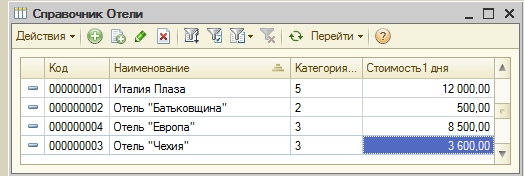 Справочник Отели
Действия Перейти
Код Наименование Категория... Стоимость1 дня
000000001 Италия Плаза 5 12 000,00
000000002 Отель "Батьковщина" 2 500,00
000000004 Отель "Европа" 3 8 500,00
000000003 Отель "Чехия" 3 3 600,00